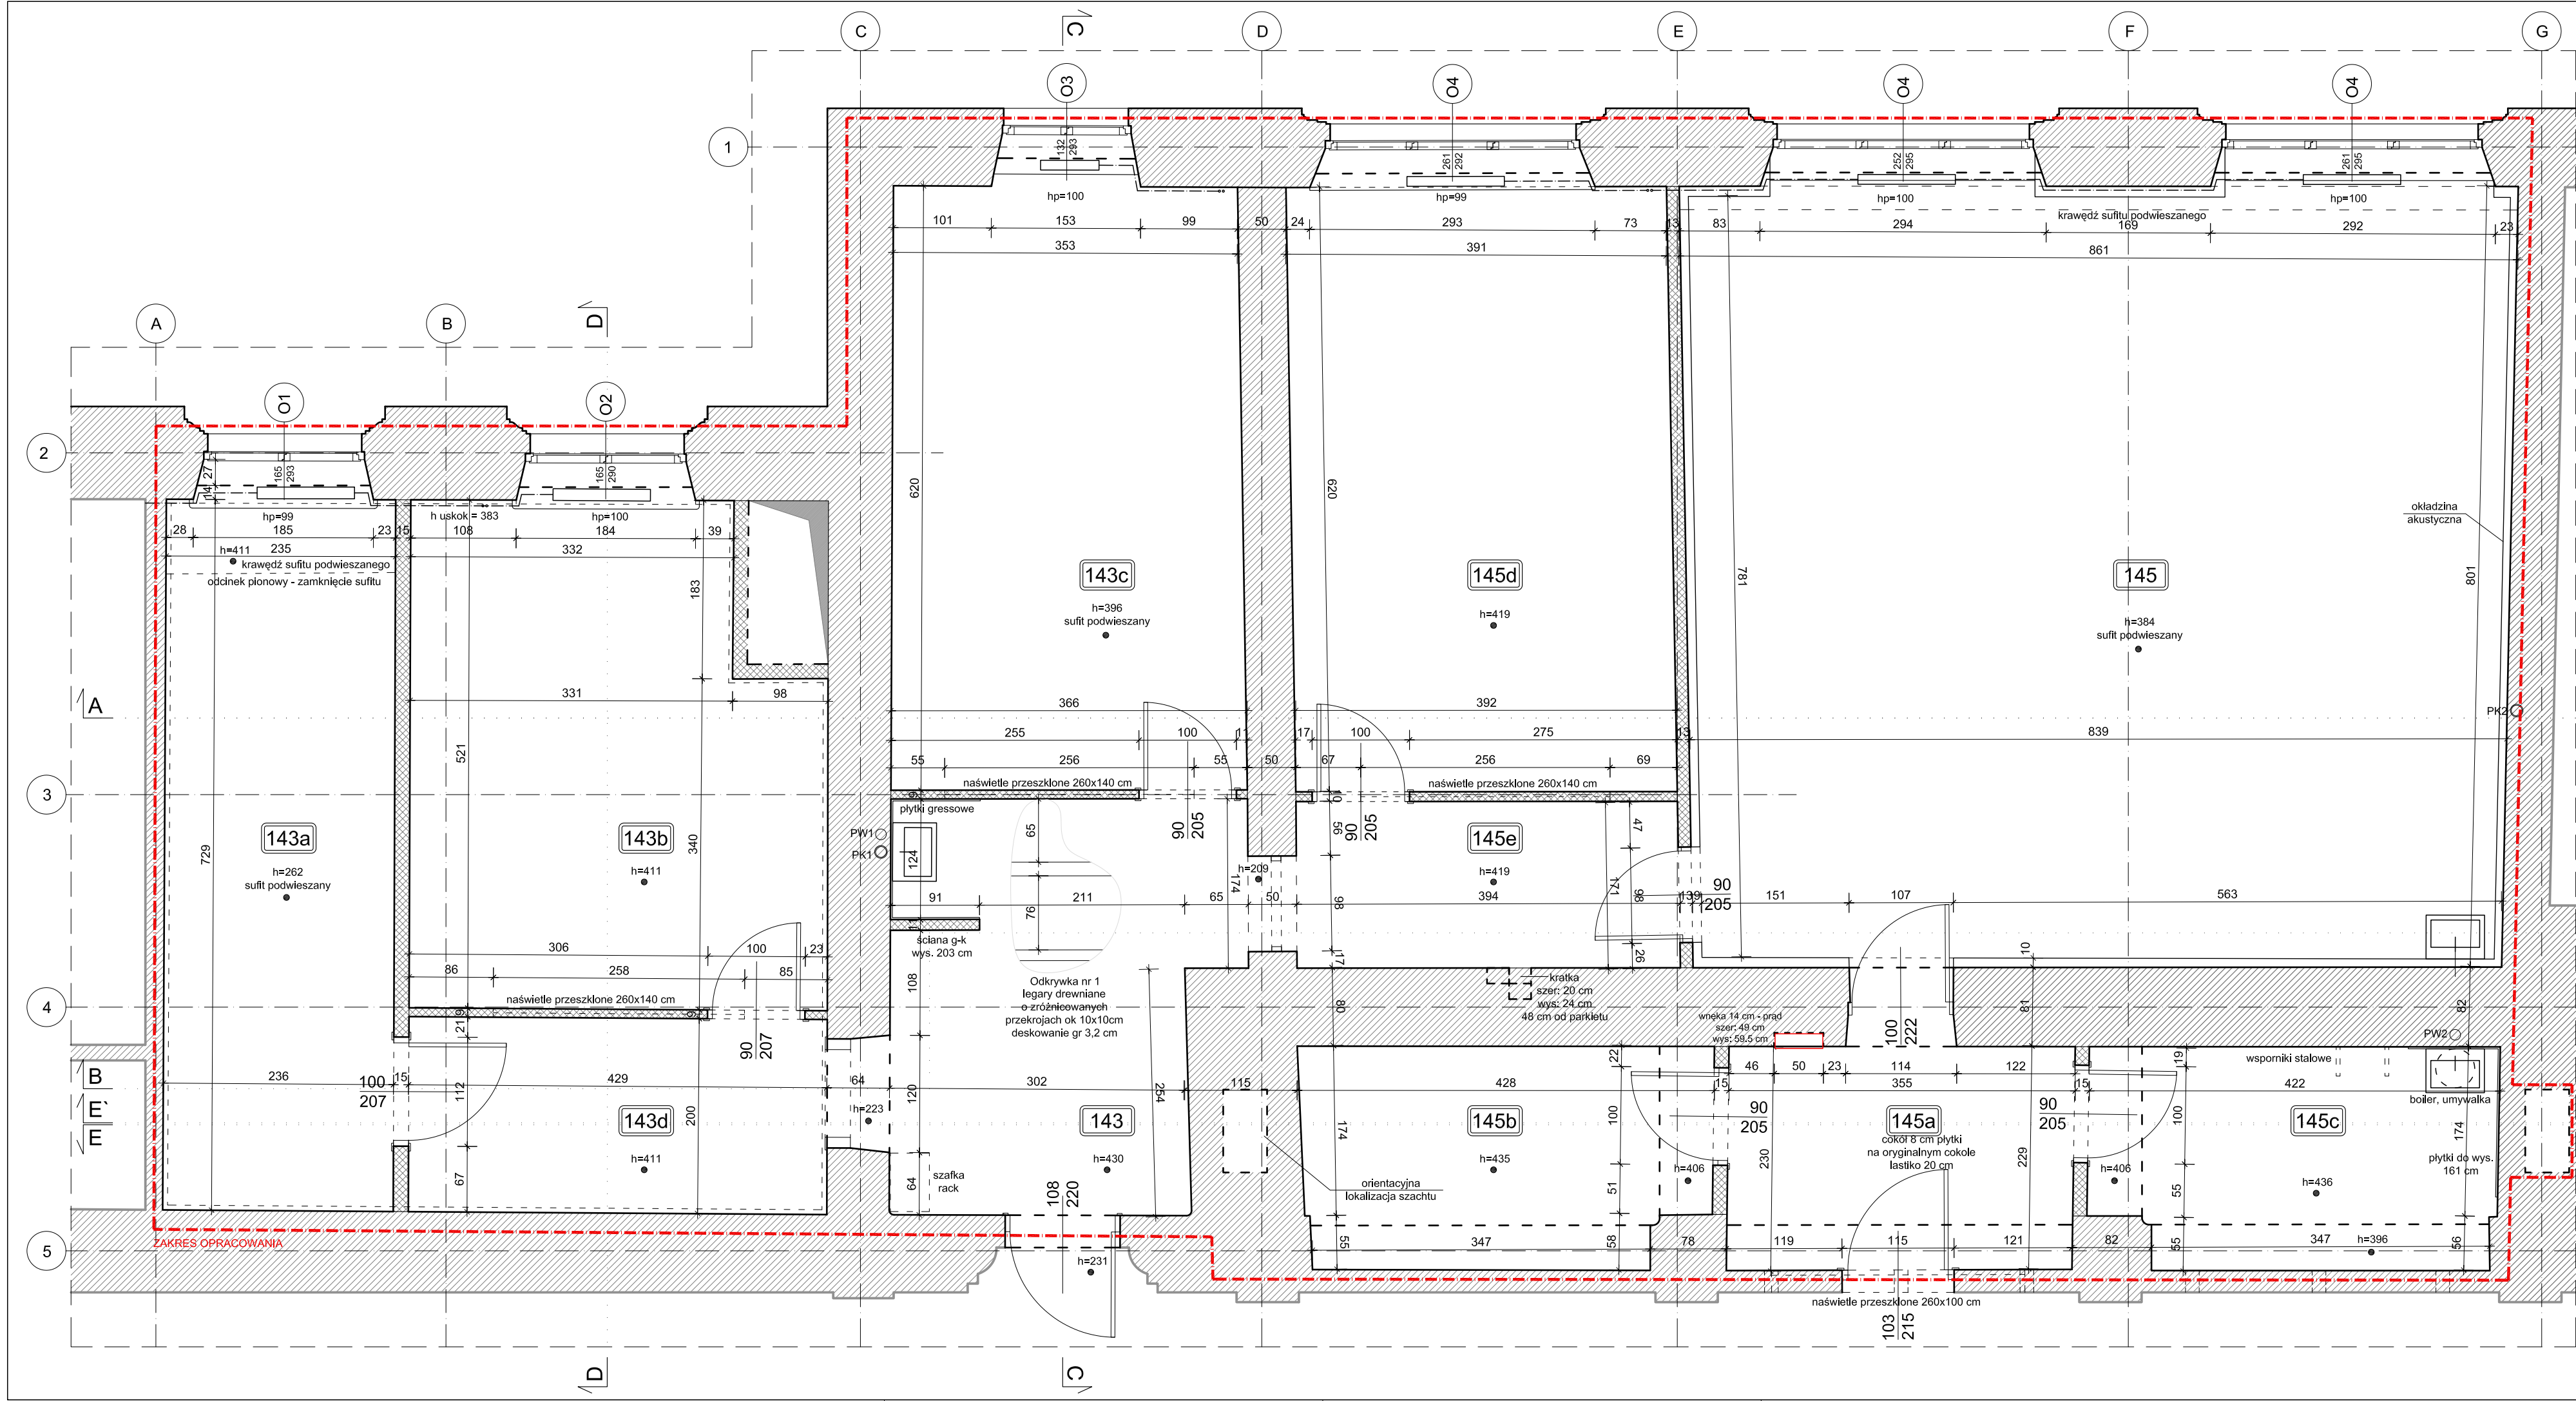 C
D
E
F
G
C
O3
O4
O4
O4
1
132
293
261
292
252
295
261
295
hp=100
hp=99
hp=100
hp=100
krawędź sufitu podwieszanego
101
153
99
50
24
293
73
13
83
294
169
292
23
353
391
861
A
B
D
O1
O2
2
165
293
165
290
27
14
hp=99
h uskok = 383
hp=100
28
185
23
15
108
184
39
h=411
235
332
krawędź sufitu podwieszanego
odcinek pionowy - zamknięcie sufitu
183
620
620
781
801
okładzina
akustyczna
143c
h=396
sufit podwieszany
145d
h=419
145
h=384
sufit podwieszany
A
331
98
366
392
PK2
521
255
100
11
17
100
275
13
839
55
256
55
50
67
256
69
naświetle przeszklone 260x140 cm
naświetle przeszklone 260x140 cm
3
6
10
płytki gressowe
143a
h=262
sufit podwieszany
729
143b
h=411
340
PW1
PK1
124
65
76
90
205
56
90
205
145e
h=419
47
h=209
174
171
98
98
139
90
205
91
211
65
50
394
151
107
563
11
ściana g-k
wys. 203 cm
306
100
23
86
258
85
naświetle przeszklone 260x140 cm
108
Odkrywka nr 1
legary drewniane
o zróżnicowanych
przekrojach ok 10x10cm
deskowanie gr 3,2 cm
17
26
10
kratka
szer: 20 cm
wys: 24 cm
48 cm od parkietu
80
81
82
4
9
21
9
90
207
wnęka 14 cm - prąd
szer: 49 cm
wys: 59.5 cm
100
222
PW2
wsporniki stalowe
22
19
46
50
23
114
122
B
E`
E
236
100
207
15
429
64
302
115
428
15
355
15
422
112
200
120
254
h=223
143d
h=411
143
h=430
145b
h=435
174
100
90
205
145a
90
205
100
145c
boiler, umywalka
cokół 8 cm płytki
na oryginalnym cokole
lastiko 20 cm
174
płytki do wys.
161 cm
h=406
h=406
230
229
h=436
67
64
szafka
rack
108
220
orientacyjna
lokalizacja szachtu
51
55
5
ZAKRES OPRACOWANIA
h=231
55
347
58
78
119
115
121
82
55
347
h=396
56
naświetle przeszklone 260x100 cm
103
215
D
C